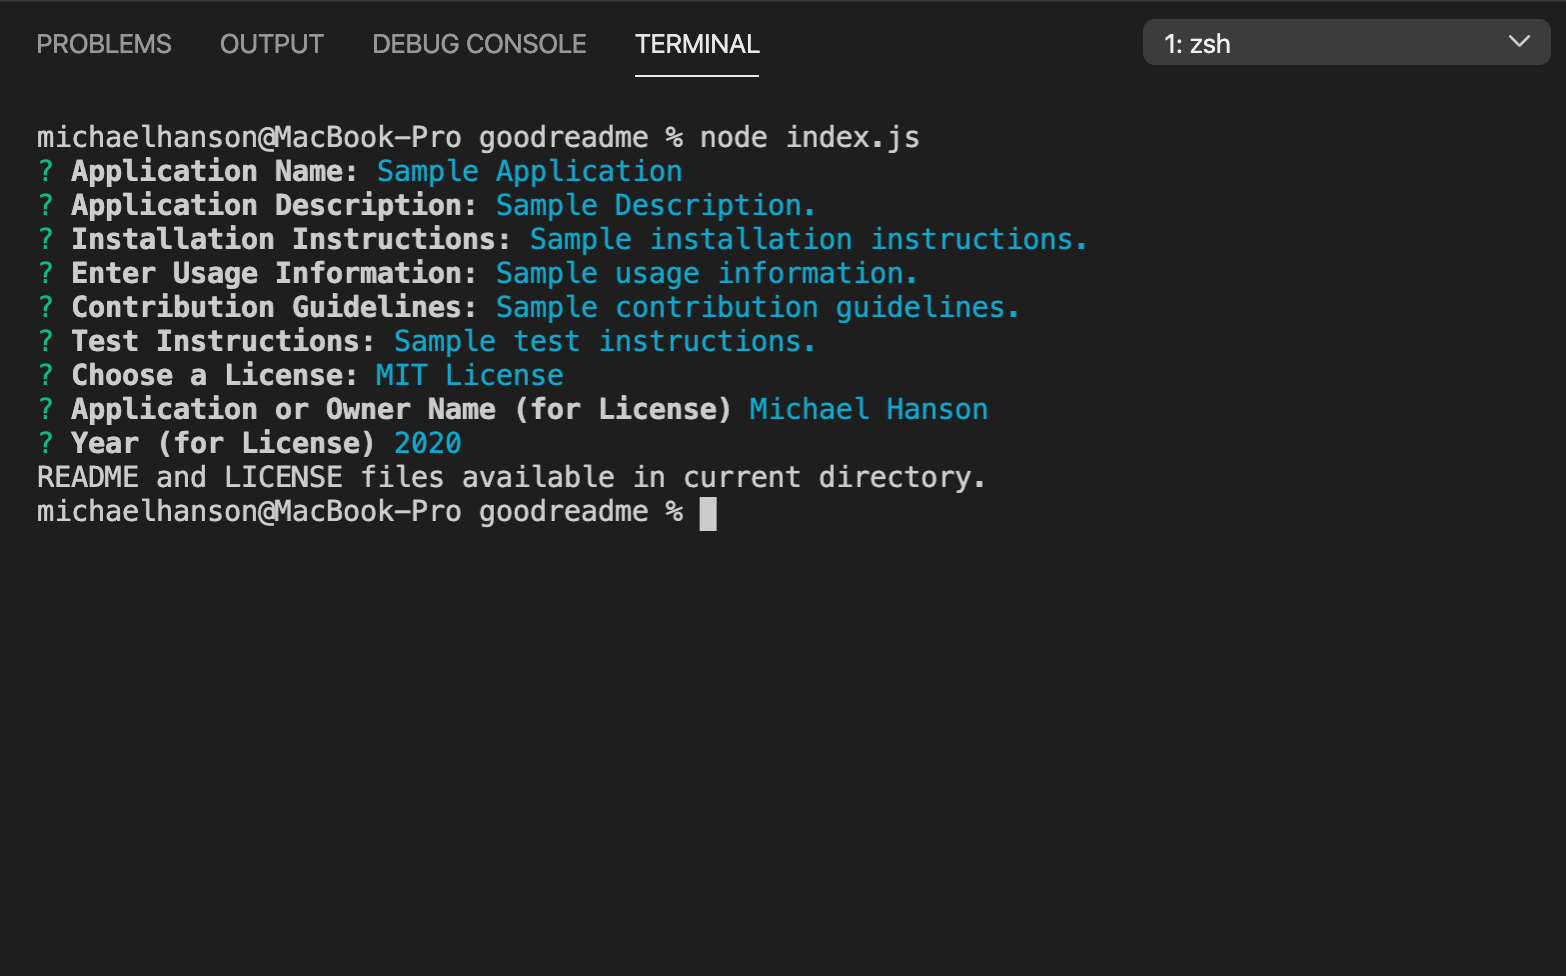 PROBLEMS OUTPUT DEBUG CONSOLE TERMINAL 1: zsh
michaelhanson@MacBook-Pro goodreadme % node index.js
? Application Name: Sample Application
? Application Description: Sample Description.
? Installation Instructions: Sample installation instructions.
? Enter Usage Information: Sample usage information.
? Contribution Guidelines: Sample contribution guidelines.
? Test Instructions: Sample test instructions.
? Choose a License: MIT License
? Application or Owner Name (for License) Michael Hanson
? Year (for License) 2020
README and LICENSE files available in current directory.
michaelhanson@MacBook-Pro goodreadme %